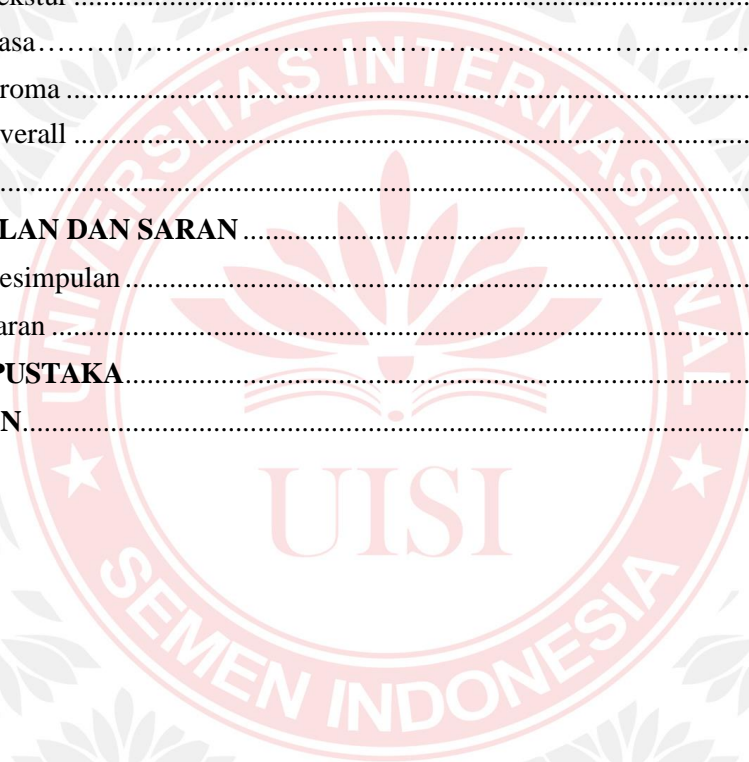 ekstur ..........................................................................
asa..........................................................................
roma ..........................................................................
verall ..........................................................................
..........................................................................
LAN DAN SARAN ..........................................................................
esimpulan ..........................................................................
aran ..........................................................................
PUSTAKA ..........................................................................
N ..........................................................................
UNIVERSITAS INTERNASIONAL
UISI
SEMEN INDONESIA